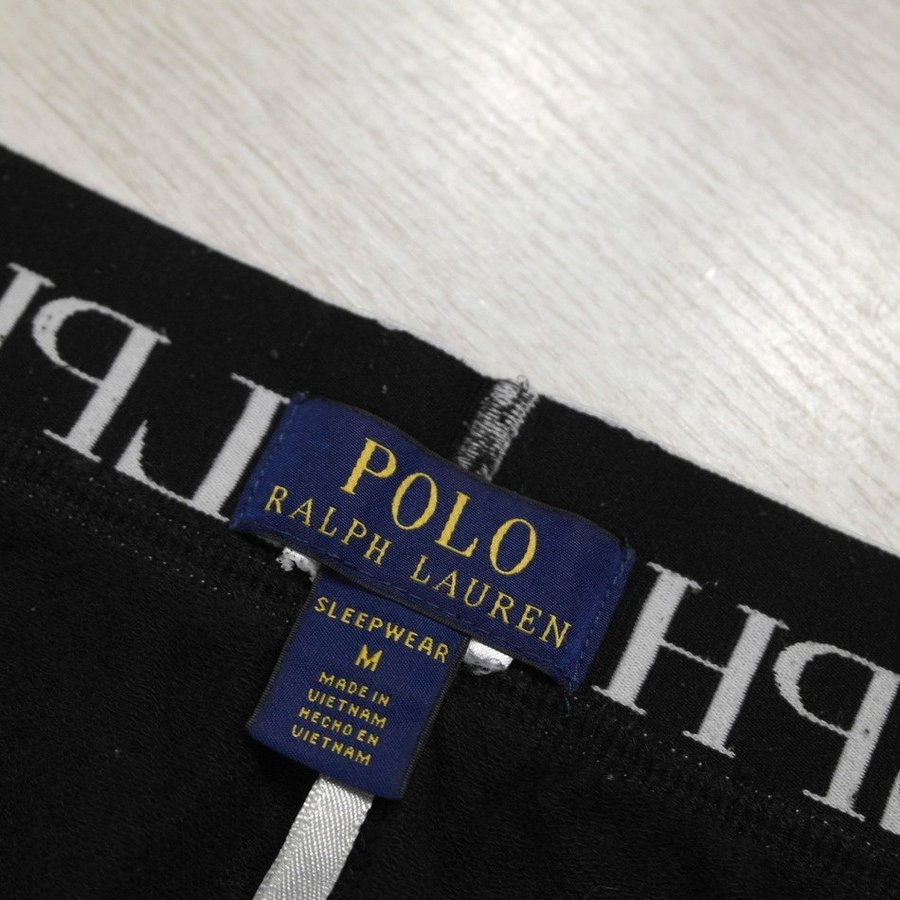 POLO
RALPH LAUREN
SLEEPWEAR
M
MADE IN
VIETNAM
HECHO EN
VIETNAM